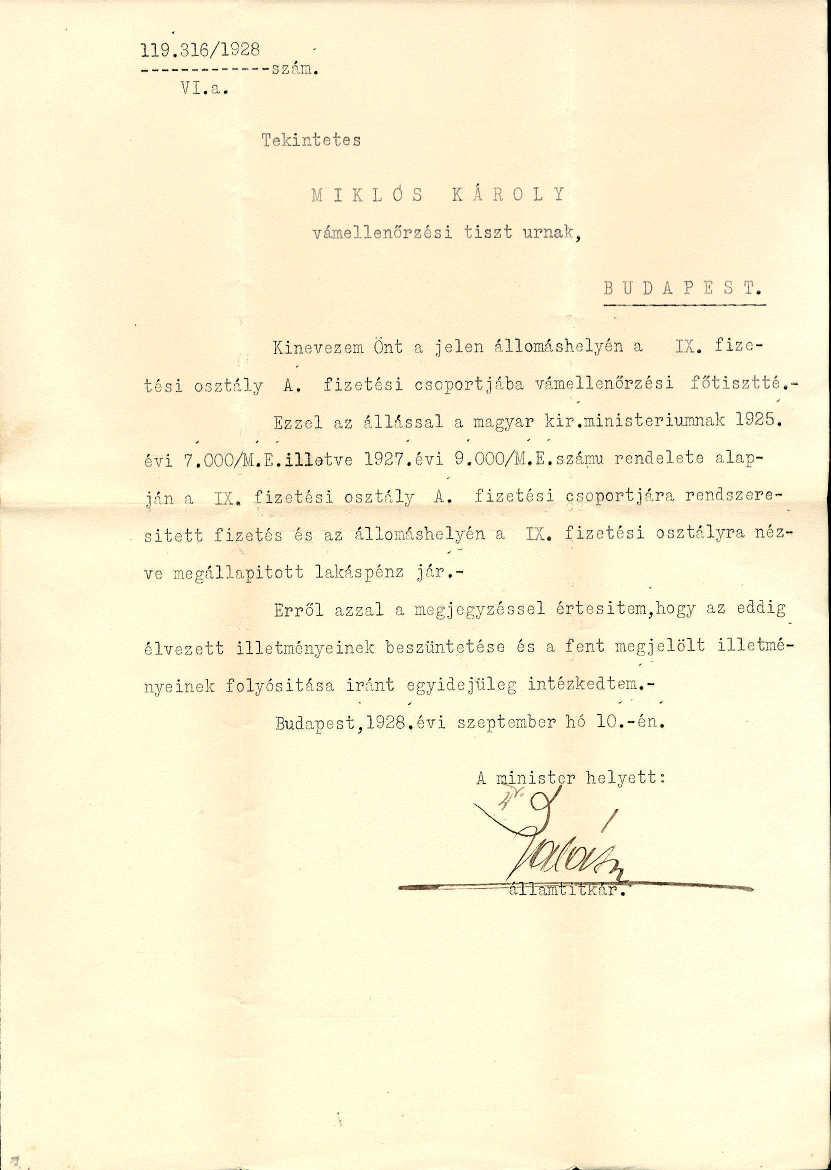 119.316/1928
-------------szám.
VI.a.
Tekintetes
MIKLÓS KÁROLY
vámellenőrzési tiszt urnak,
BUDAPEST.
Kinevezem Önt a jelen állomáshelyén a IX. fize-
tési osztály A. fizetési csoportjába vámellenőrzési főtisztté.-
Ezzel az állással a magyar kir.ministeriumnak 1925.
évi 7.000/M.E.illetve 1927.évi 9.000/M.E.számu rendelete alap-
ján a IX. fizetési osztály A. fizetési csoportjára rendszere-
sitett fizetés és az állomáshelyén a IX. fizetési osztályra néz-
ve megállapitott lakáspénz jár.-
Erről azzal a megjegyzéssel értesitem,hogy az eddig
élvezett illetményeinek beszüntetése és a fent megjelölt illetmé-
nyeinek folyósitása iránt egyidejüleg intézkedtem.-
Budapest,1928.évi szeptember hó 10.-én.
A minister helyett:
államtitkár.